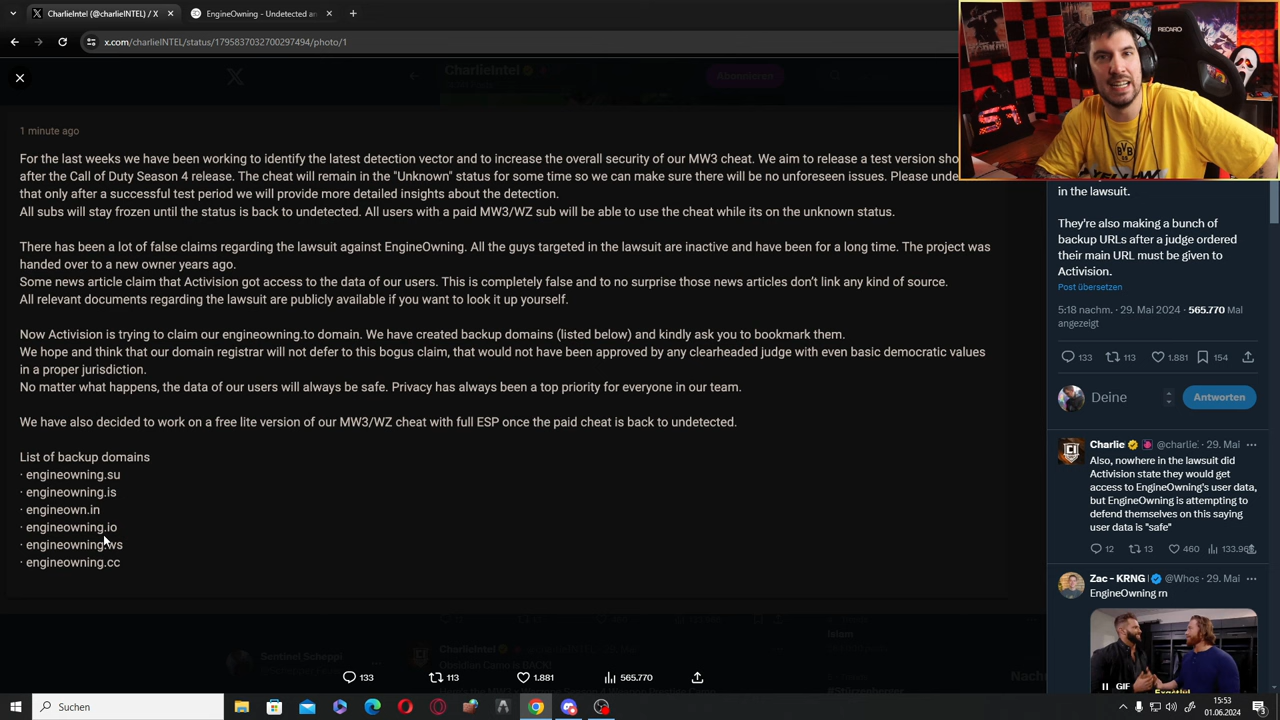 CharlieIntel (@charlieINTEL) / X
EngineOwning - Undetected an
x.com/charlieINTEL/status/1795837032700297494/photo/1
CharlieIntel
Abonnieren
RECARO
BVB
09
1 minute ago
For the last weeks we have been working to identify the latest detection vector and to increase the overall security of our MW3 cheat. We aim to release a test version sho
after the Call of Duty Season 4 release. The cheat will remain in the "Unknown" status for some time so we can make sure there will be no unforeseen issues. Please unde
that only after a successful test period we will provide more detailed insights about the detection.
All subs will stay frozen until the status is back to undetected. All users with a paid MW3/WZ sub will be able to use the cheat while its on the unknown status.
There has been a lot of false claims regarding the lawsuit against EngineOwning. All the guys targeted in the lawsuit are inactive and have been for a long time. The project was
handed over to a new owner years ago.
Some news article claim that Activision got access to the data of our users. This is completely false and to no surprise those news articles don't link any kind of source.
All relevant documents regarding the lawsuit are publicly available if you want to look it up yourself.
Now Activision is trying to claim our engineowning.to domain. We have created backup domains (listed below) and kindly ask you to bookmark them.
We hope and think that our domain registrar will not defer to this bogus claim, that would not have been approved by any clearheaded judge with even basic democratic values
in a proper jurisdiction.
No matter what happens, the data of our users will always be safe. Privacy has always been a top priority for everyone in our team.
We have also decided to work on a free lite version of our MW3/WZ cheat with full ESP once the paid cheat is back to undetected.
List of backup domains
· engineowning.su
· engineowning.is
· engineown.in
· engineowning.io
· engineowning.ws
· engineowning.cc
in the lawsuit.
They're also making a bunch of
backup URLs after a judge ordered
their main URL must be given to
Activision.
Post übersetzen
5:18 nachm. · 29. Mai 2024 · 565.770 Mal
angezeigt
133 113 1.881 154
Deine
Antworten
Charlie @charlie · 29. Mai
Also, nowhere in the lawsuit did
Activision state they would get
access to EngineOwning's user data,
but EngineOwning is attempting to
defend themselves on this saying
user data is "safe"
12 13 460 133.96
Zac - KRNG @Whos · 29. Mai
EngineOwning rn
GIF
Sentinel Scheppi
CharlieIntel
Obsidian Camo is BACK!
Islam
133 113 1.881 565.770
Suchen
15:53
01.06.2024
3